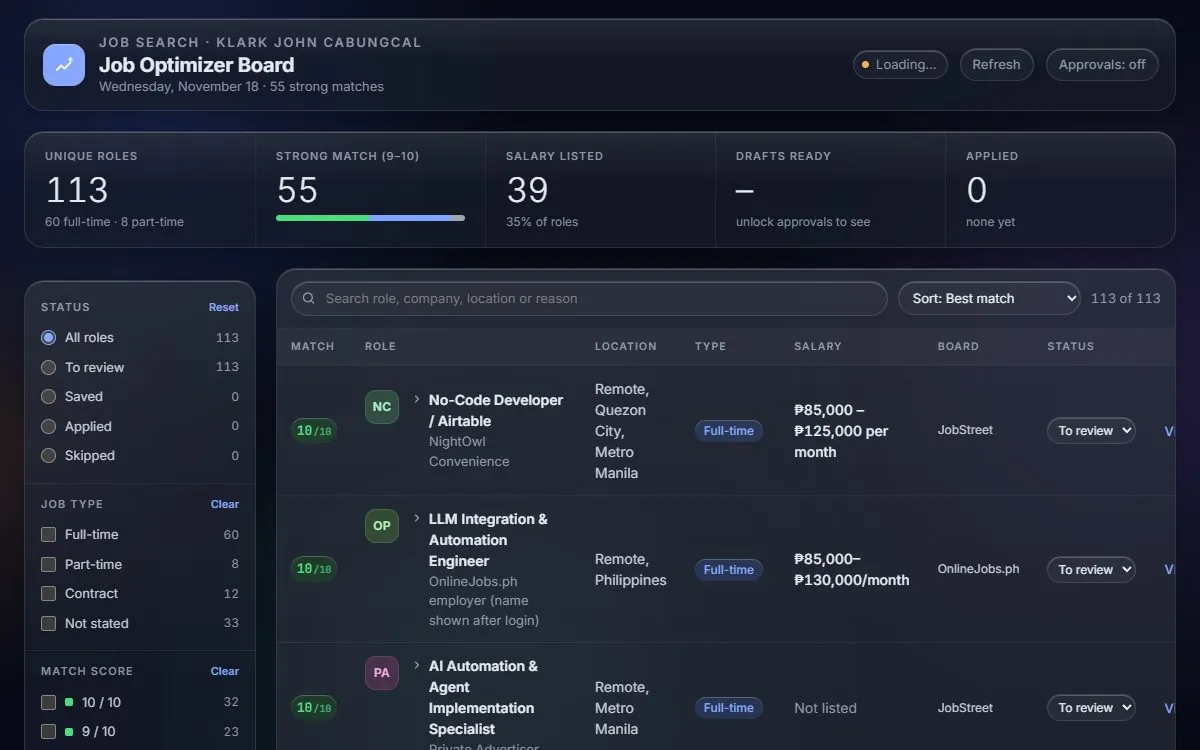 JOB SEARCH · KLARK JOHN CABUNGCAL
Job Optimizer Board
Wednesday, November 18 · 55 strong matches
Loading...
Refresh
Approvals: off
UNIQUE ROLES
113
60 full-time · 8 part-time
STRONG MATCH (9–10)
55
SALARY LISTED
39
35% of roles
DRAFTS READY
–
unlock approvals to see
APPLIED
0
none yet
STATUS
Reset
All roles 113
To review 113
Saved 0
Applied 0
Skipped 0
JOB TYPE
Clear
Full-time 60
Part-time 8
Contract 12
Not stated 33
MATCH SCORE
Clear
10 / 10 32
9 / 10 23
Search role, company, location or reason
Sort: Best match
113 of 113
MATCH ROLE LOCATION TYPE SALARY BOARD STATUS
10/10
NC
No-Code Developer
/ Airtable
NightOwl
Convenience
Remote,
Quezon
City,
Metro
Manila
Full-time
₱85,000 –
₱125,000 per
month
JobStreet
To review
10/10
OP
LLM Integration &
Automation
Engineer
OnlineJobs.ph
employer (name
shown after login)
Remote,
Philippines
Full-time
₱85,000–
₱130,000/month
OnlineJobs.ph
To review
10/10
PA
AI Automation &
Agent
Implementation
Specialist
Private Advertiser
Remote,
Metro
Manila
Full-time
Not listed
JobStreet
To review